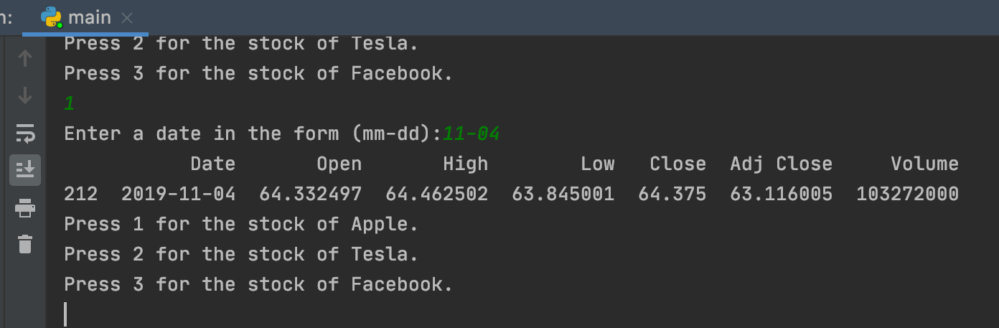 n: main
Press 2 for the stock of Tesla.
Press 3 for the stock of Facebook.
1
Enter a date in the form (mm-dd):11-04
Date Open High Low Close Adj Close Volume
212 2019-11-04 64.332497 64.462502 63.845001 64.375 63.116005 103272000
Press 1 for the stock of Apple.
Press 2 for the stock of Tesla.
Press 3 for the stock of Facebook.